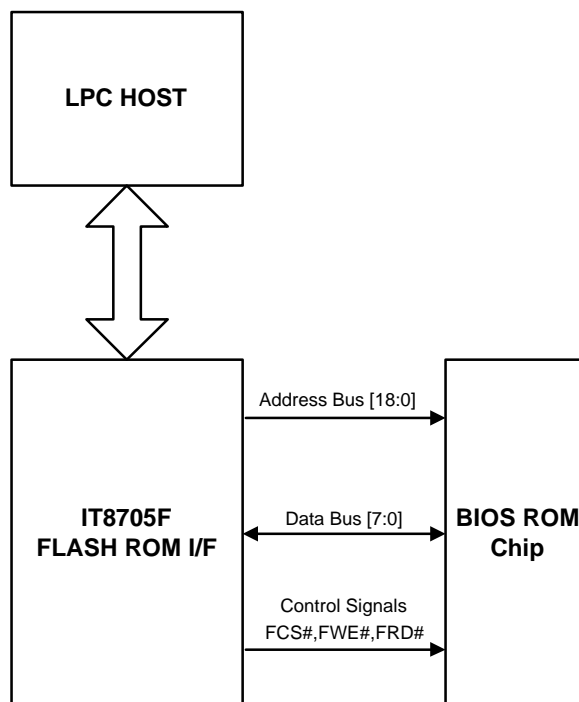 LPC HOST
Address Bus [18:0]
IT8705F
FLASH ROM I/F
Data Bus [7:0]
BIOS ROM
Chip
Control Signals
FCS#,FWE#,FRD#